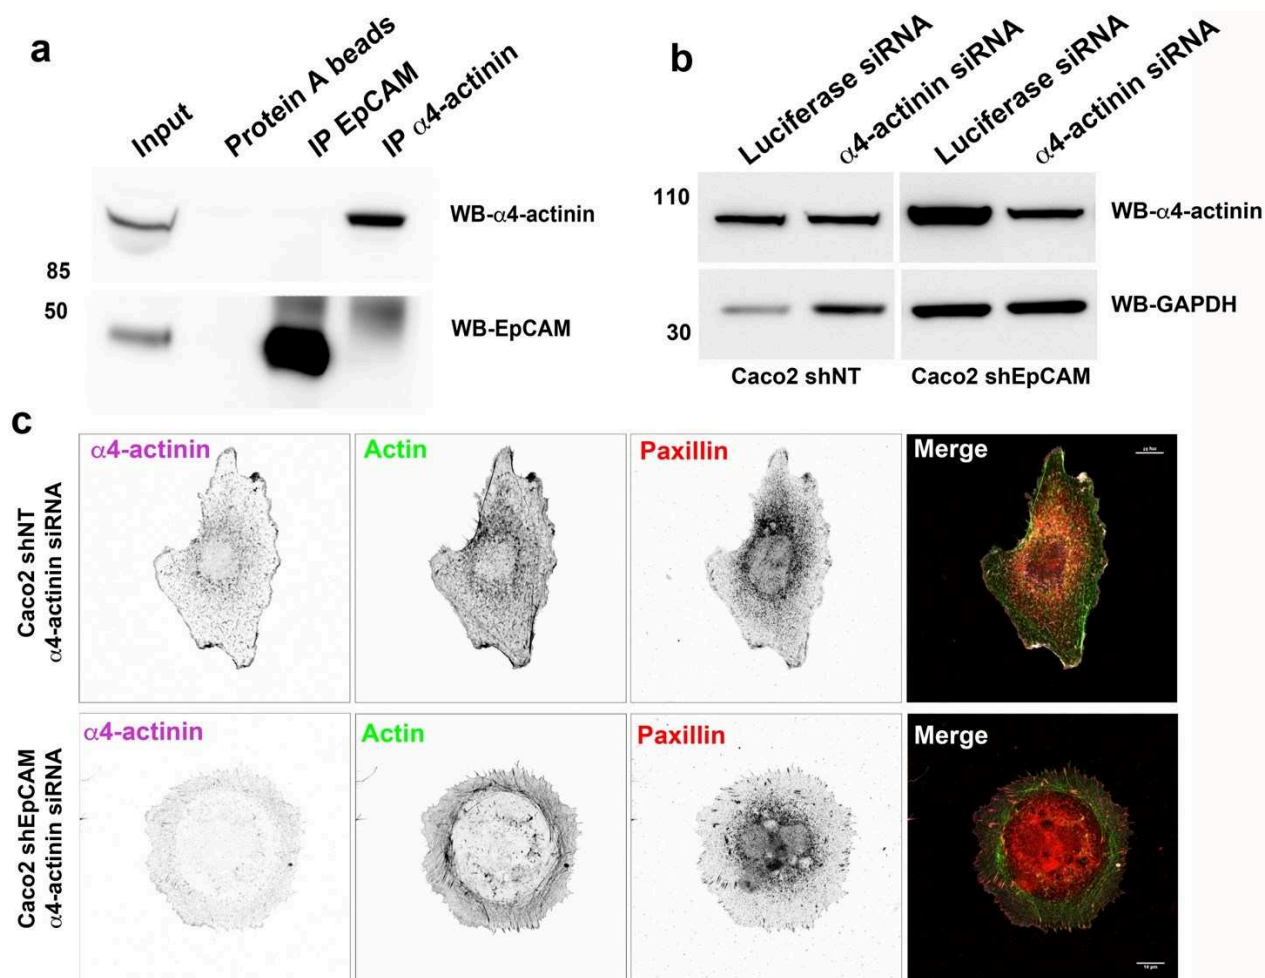 a
Input
Protein A beads
IP EpCAM
IP α4-actinin
WB-α4-actinin
85
50
WB-EpCAM
b
Luciferase siRNA
α4-actinin siRNA
Luciferase siRNA
α4-actinin siRNA
110
WB-α4-actinin
WB-GAPDH
30
Caco2 shNT
Caco2 shEpCAM
c
Caco2 shNT
α4-actinin siRNA
α4-actinin
Actin
Paxillin
Merge
Caco2 shEpCAM
α4-actinin siRNA
α4-actinin
Actin
Paxillin
Merge
10 µm